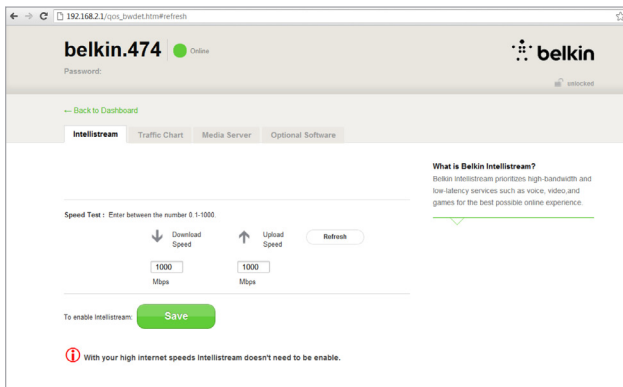 192.168.2.1/qos_bwdet.htm#refresh
belkin.474 Online
belkin
Password:
unlocked
← Back to Dashboard
Intellistream Traffic Chart Media Server Optional Software
What is Belkin Intellistream?
Belkin Intellistream prioritizes high-bandwidth and
low-latency services such as voice, video,and
games for the best possible online experience.
Speed Test : Enter between the number 0.1-1000.
Download
Speed
Upload
Speed
Refresh
1000
1000
Mbps
Mbps
To enable Intellistream:
Save
With your high internet speeds Intellistream doesn't need to be enable.